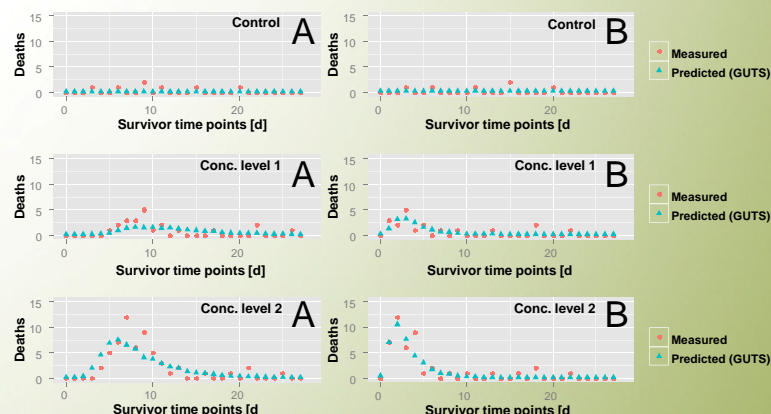 Control A
Deaths
15
10
5
0
0 20
Survivor time points [d]
Control B
Deaths
15
10
5
0
0 10 20
Survivor time points [d
Measured
Predicted (GUTS)
Conc. level 1 A
Deaths
15
10
5
0
0 10 20
Survivor time points [d]
Conc. level 1 B
Deaths
15
10
5
0
0 10 20
Survivor time points [d
Measured
Predicted (GUTS)
Conc. level 2 A
Deaths
15
10
5
0
0 10 20
Survivor time points [d
Conc. level 2 B
Deaths
15
10
5
0
0 10 20
Survivor time points [d
Measured
Predicted (GUTS)